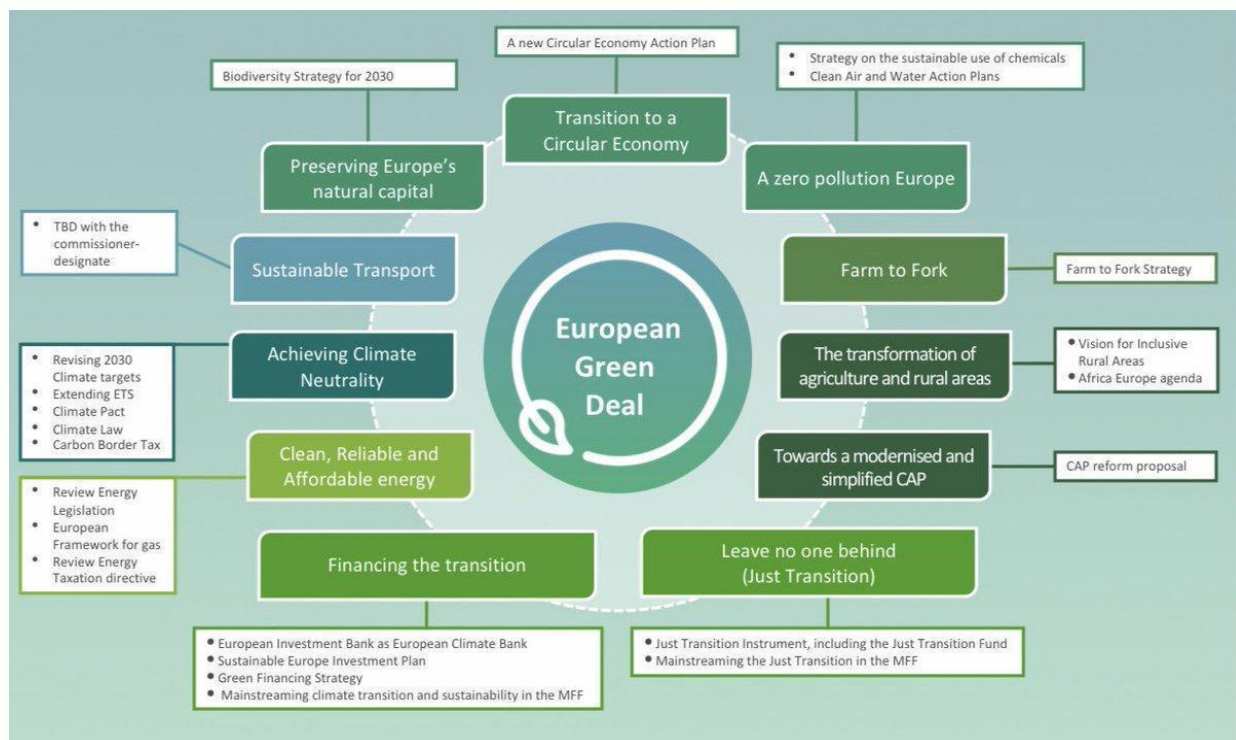 A new Circular Economy Action Plan
Transition to a
Circular Economy
• Strategy on the sustainable use of chemicals
• Clean Air and Water Action Plans
A zero pollution Europe
Farm to Fork
Farm to Fork Strategy
The transformation of
agriculture and rural areas
• Vision for Inclusive
Rural Areas
• Africa Europe agenda
Towards a modernised and
simplified CAP
CAP reform proposal
Leave no one behind
(Just Transition)
• Just Transition Instrument, including the Just Transition Fund
• Mainstreaming the Just Transition in the MFF
Financing the transition
• European Investment Bank as European Climate Bank
• Sustainable Europe Investment Plan
• Green Financing Strategy
• Mainstreaming climate transition and sustainability in the MFF
Clean, Reliable and
Affordable energy
• Review Energy
Legislation
• European
Framework for gas
• Review Energy
Taxation directive
Achieving Climate
Neutrality
• Revising 2030
Climate targets
• Extending ETS
• Climate Pact
• Climate Law
• Carbon Border Tax
Sustainable Transport
• TBD with the
commissioner-
designate
Preserving Europe's
natural capital
Biodiversity Strategy for 2030
European
Green
Deal